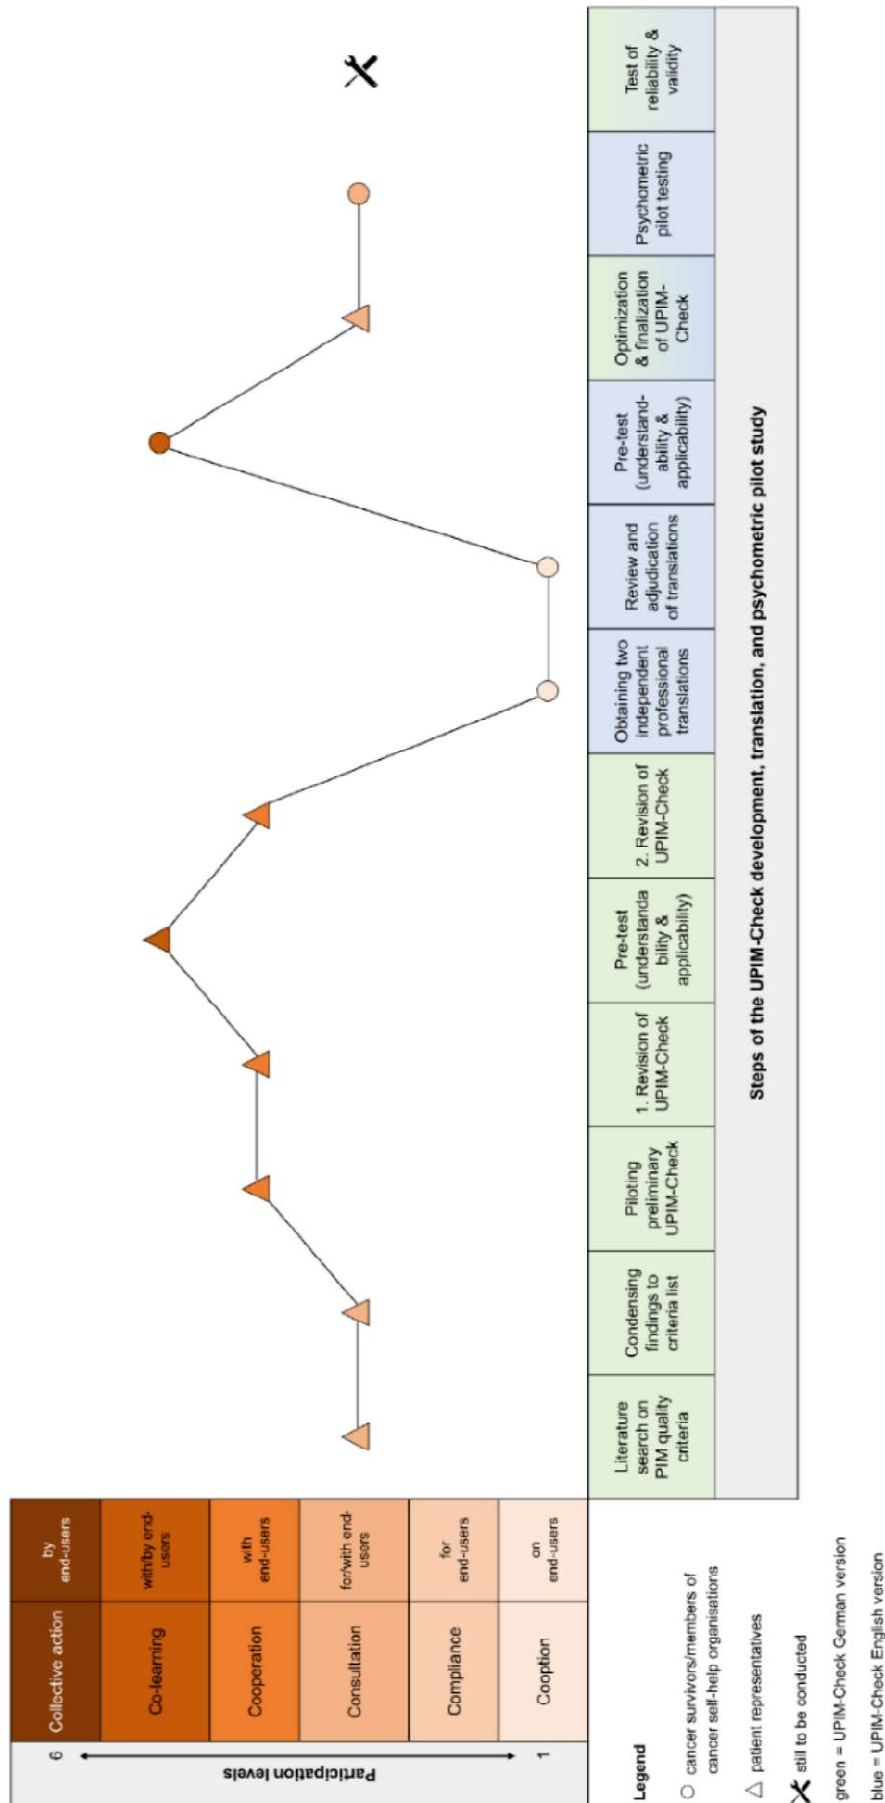 6
Participation levels
1
Collective action
by
end-users
Co-learning
with/by end-
users
Cooperation
with
end-users
Consultation
for/with end-
users
Compliance
for
end-users
Cooption
on
end-users
Literature
search on
PIM quality
criteria
Condensing
findings to
criteria list
Piloting
preliminary
UPIM-Check
1. Revision of
UPIM-Check
Pre-test
(understanda
bility &
applicability)
2. Revision of
UPIM-Check
Obtaining two
independent
professional
translations
Review and
adjudication
of translations
Pre-test
(understand-
ability &
applicability)
Optimization
& finalization
of UPIM-
Check
Psychometric
pilot testing
Test of
reliability &
validity
Steps of the UPIM-Check development, translation, and psychometric pilot study
Legend
cancer survivors/members of
cancer self-help organisations
patient representatives
still to be conducted
green = UPIM-Check German version
blue = UPIM-Check English version